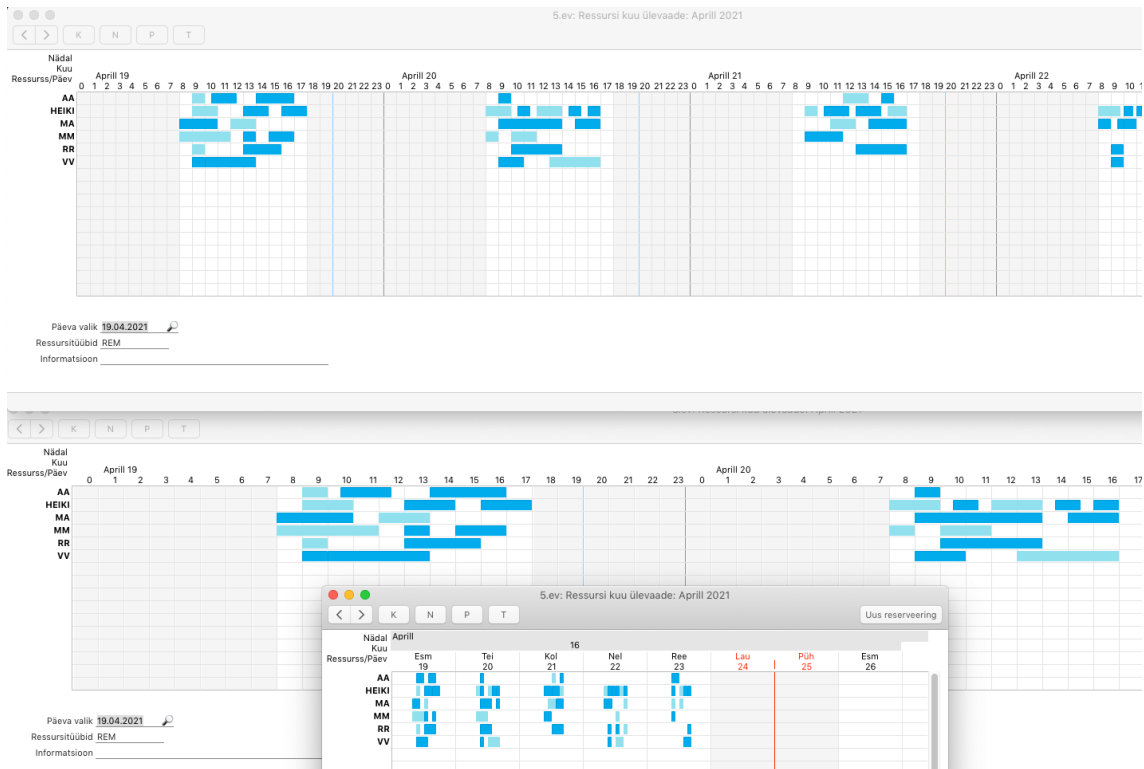 5.ev: Ressursi kuu ülevaade: Aprill 2021
K N P T
Nädal
Kuu
Ressurss/Päev
Aprill 19 Aprill 20 Aprill 21 Aprill 22
0 1 2 3 4 5 6 7 8 9 10 11 12 13 14 15 16 17 18 19 20 21 22 23 0 1 2 3 4 5 6 7 8 9 10 11 12 13 14 15 16 17 18 19 20 21 22 23 0 1 2 3 4 5 6 7 8 9 10 11 12 13 14 15 16 17 18 19 20 21 22 23 0 1 2 3 4 5 6 7 8 9 10
AA
HEIKI
MA
MM
RR
VV
Päeva valik 19.04.2021
Ressursitüübid REM
Informatsioon
K N P T
Nädal
Kuu
Ressurss/Päev
Aprill 19 Aprill 20
0 1 2 3 4 5 6 7 8 9 10 11 12 13 14 15 16 17 18 19 20 21 22 23 0 1 2 3 4 5 6 7 8 9 10 11 12 13 14 15 16 17
AA
HEIKI
MA
MM
RR
VV
Päeva valik 19.04.2021
Ressursitüübid REM
Informatsioon
5.ev: Ressursi kuu ülevaade: Aprill 2021
K N P T Uus reserveering
Nädal Aprill
Kuu 16
Ressurss/Päev
Esm Tei Kol Nel Ree Lau Püh Esm
19 20 21 22 23 24 25 26
AA
HEIKI
MA
MM
RR
VV